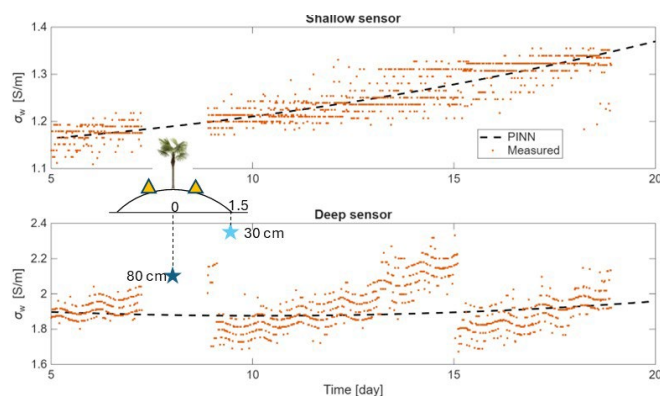 Shallow sensor
1.4
1.3
1.2
1.1
σw [S/m]
PINN
Measured
5
10
15
20
0
1.5
30 cm
80 cm
Deep sensor
2.4
2.2
2
1.8
1.6
σw [S/m]
5
10
15
20
Time [day]